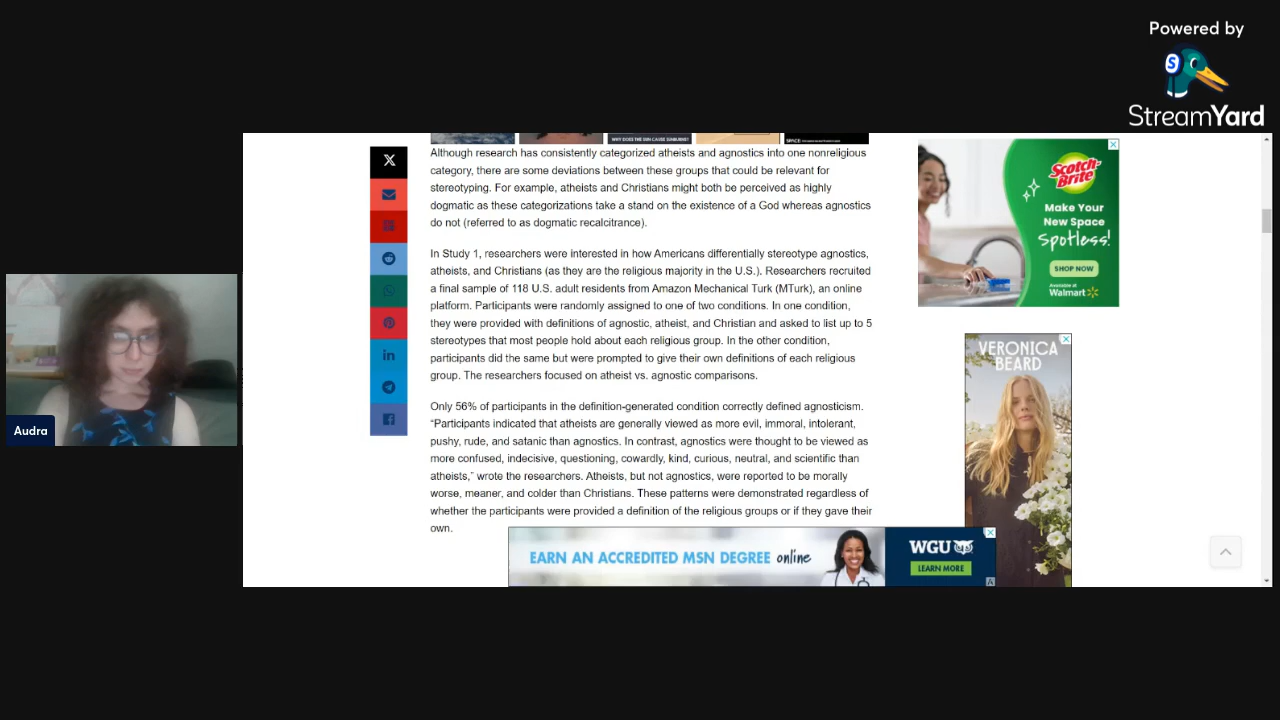 Powered by
S
StreamYard
WHY DOES THE SUN CAUSE SUNBURNS?
SPACE
Although research has consistently categorized atheists and agnostics into one nonreligious
category, there are some deviations between these groups that could be relevant for
stereotyping. For example, atheists and Christians might both be perceived as highly
dogmatic as these categorizations take a stand on the existence of a God whereas agnostics
do not (referred to as dogmatic recalcitrance).
In Study 1, researchers were interested in how Americans differentially stereotype agnostics,
atheists, and Christians (as they are the religious majority in the U.S.). Researchers recruited
a final sample of 118 U.S. adult residents from Amazon Mechanical Turk (MTurk), an online
platform. Participants were randomly assigned to one of two conditions. In one condition,
they were provided with definitions of agnostic, atheist, and Christian and asked to list up to 5
stereotypes that most people hold about each religious group. In the other condition,
participants did the same but were prompted to give their own definitions of each religious
group. The researchers focused on atheist vs. agnostic comparisons.
Only 56% of participants in the definition-generated condition correctly defined agnosticism.
“Participants indicated that atheists are generally viewed as more evil, immoral, intolerant,
pushy, rude, and satanic than agnostics. In contrast, agnostics were thought to be viewed as
more confused, indecisive, questioning, cowardly, kind, curious, neutral, and scientific than
atheists,” wrote the researchers. Atheists, but not agnostics, were reported to be morally
worse, meaner, and colder than Christians. These patterns were demonstrated regardless of
whether the participants were provided a definition of the religious groups or if they gave their
own.
Scotch-
Brite
Make Your
New Space
Spotless!
SHOP NOW
Available at
Walmart
VERONICA
BEARD
EARN AN ACCREDITED MSN DEGREE online
WGU
LEARN MORE
Audra